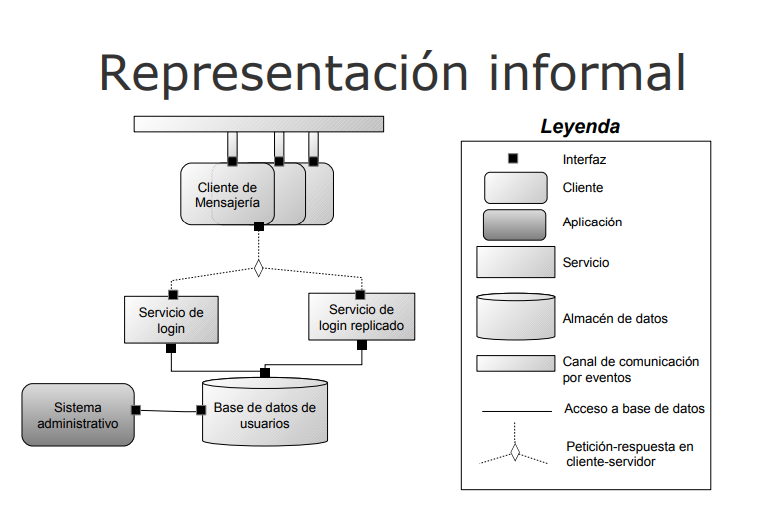 Representación informal
Cliente de
Mensajería
Servicio de
login
Servicio de
login replicado
Sistema
administrativo
Base de datos de
usuarios
Leyenda
Interfaz
Cliente
Aplicación
Servicio
Almacén de datos
Canal de comunicación
por eventos
Acceso a base de datos
Petición-respuesta en
cliente-servidor